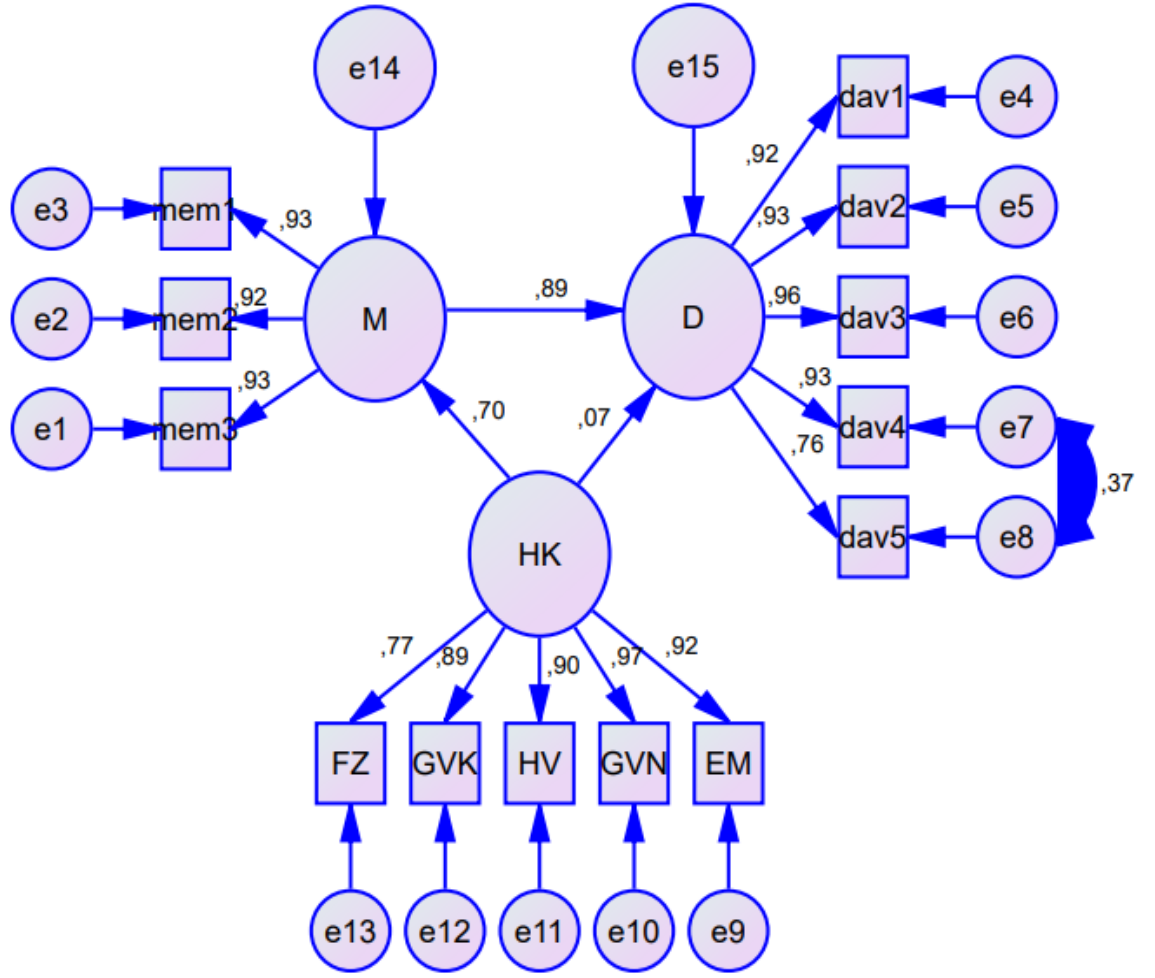 e14
e15
dav1
e4
,92
e3
mem1
,93
,93
dav2
e5
e2
mem2
,92
M
,89
D
,96
dav3
e6
e1
mem3
,93
,70
,07
,93
dav4
e7
,76
,37
HK
dav5
e8
,77
,89
,90
,97
,92
FZ
GVK
HV
GVN
EM
e13
e12
e11
e10
e9